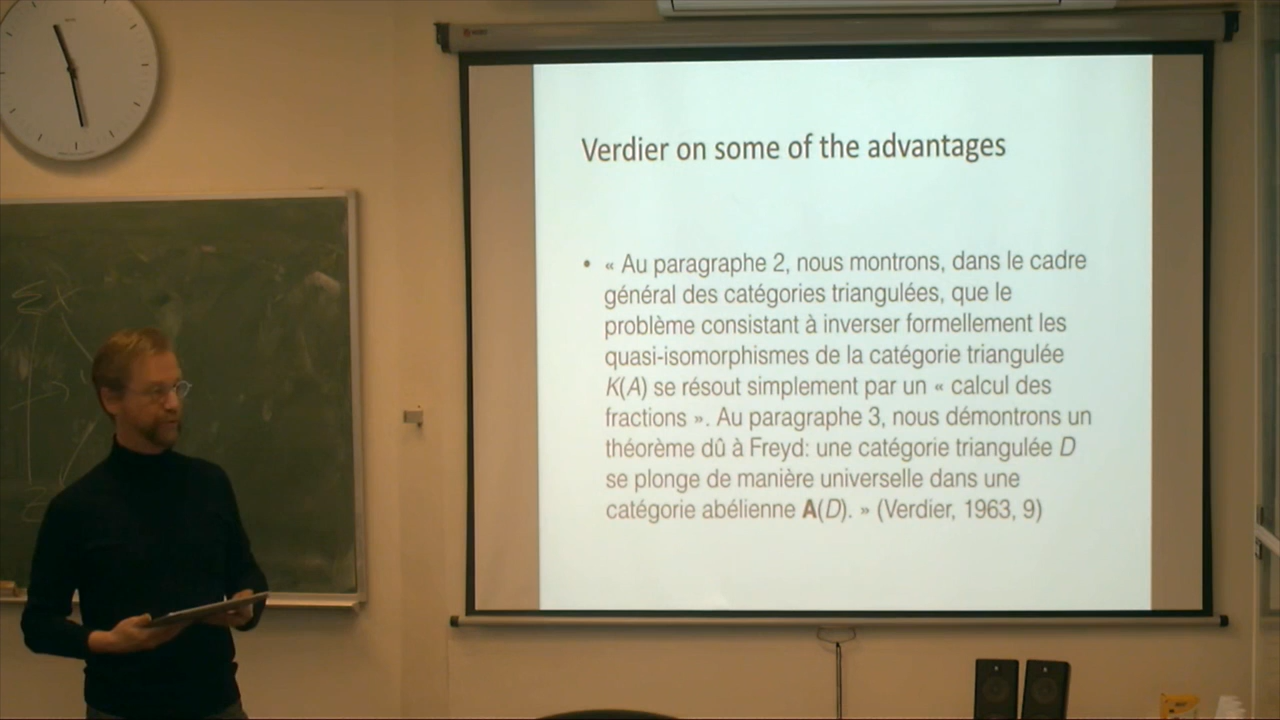 Verdier on some of the advantages
• « Au paragraphe 2, nous montrons, dans le cadre
général des catégories triangulées, que le
problème consistant à inverser formellement les
quasi-isomorphismes de la catégorie triangulée
K(A) se résout simplement par un « calcul des
fractions ». Au paragraphe 3, nous démontrons un
théorème dû à Freyd: une catégorie triangulée D
se plonge de manière universelle dans une
catégorie abélienne A(D). » (Verdier, 1963, 9)